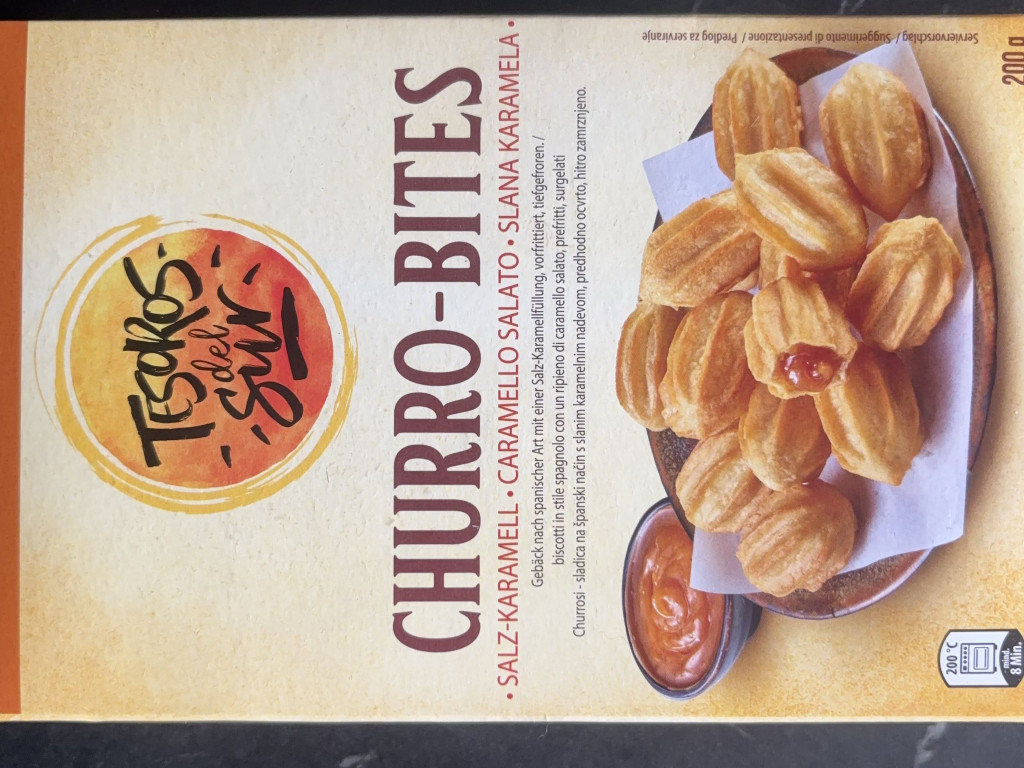 TESOROS
del
Sur
CHURRO-BITES
• SALZ-KARAMELL • CARAMELLO SALATO • SLANA KARAMELA •
Gebäck nach spanischer Art mit einer Salz-Karamellfüllung, vorfrittiert, tiefgefroren. /
biscotti in stile spagnolo con un ripieno di caramello salato, prefritti, surgelati
Churrosi - sladica na španski način s slanim karamelnim nadevom, predhodno ocvrto, hitro zamrznjeno.
Serviervorschlag / Suggerimento di presentazione / Predlog za serviranje
200 °C
mind.
8 Min.
200 g